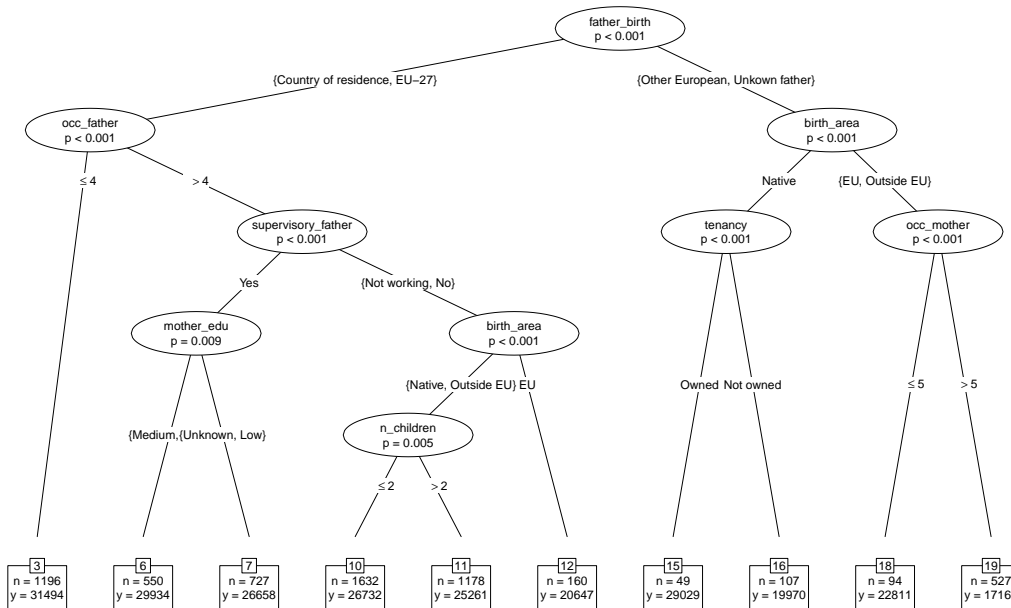 father_birth
p < 0.001
{Country of residence, EU−27}
{Other European, Unkown father}
occ_father
p < 0.001
birth_area
p < 0.001
≤ 4
> 4
Native
{EU, Outside EU}
supervisory_father
p < 0.001
tenancy
p < 0.001
occ_mother
p < 0.001
Yes
{Not working, No}
mother_edu
p = 0.009
birth_area
p < 0.001
{Native, Outside EU}
EU
Owned
Not owned
≤ 5
> 5
{Medium,
{Unknown, Low}
n_children
p = 0.005
≤ 2
> 2
3
n = 1196
y = 31494
6
n = 550
y = 29934
7
n = 727
y = 26658
10
n = 1632
y = 26732
11
n = 1178
y = 25261
12
n = 160
y = 20647
15
n = 49
y = 29029
16
n = 107
y = 19970
18
n = 94
y = 22811
19
n = 527
y = 1716